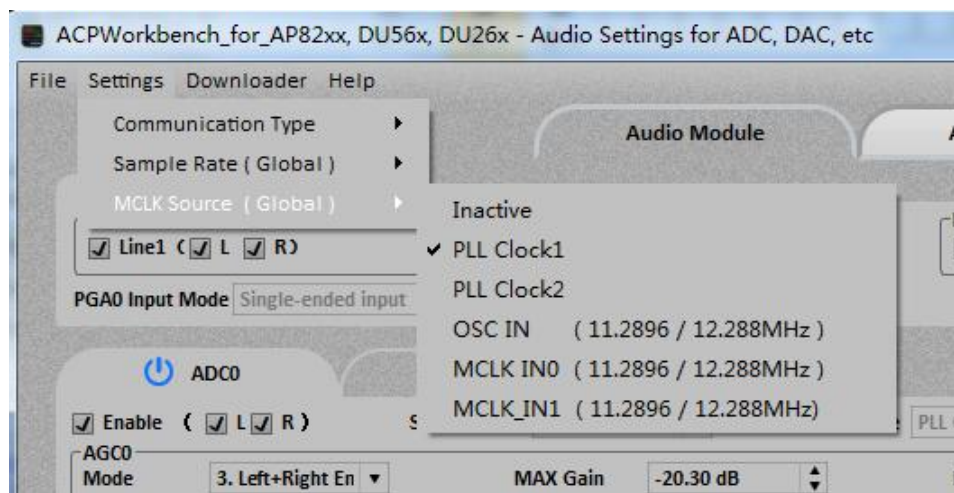 ACPWorkbench_for_AP82xx, DU56x, DU26x - Audio Settings for ADC, DAC, etc
File Settings Downloader Help
Communication Type
Audio Module
Sample Rate ( Global )
MCLK Source ( Global )
Inactive
Line1 ( L R )
PLL Clock1
PLL Clock2
PGA0 Input Mode Single-ended input
OSC IN ( 11.2896 / 12.288MHz )
MCLK IN0 ( 11.2896 / 12.288MHz )
ADC0
MCLK_IN1 ( 11.2896 / 12.288MHz)
Enable ( L R ) PLL
AGC0
Mode 3. Left+Right En MAX Gain -20.30 dB